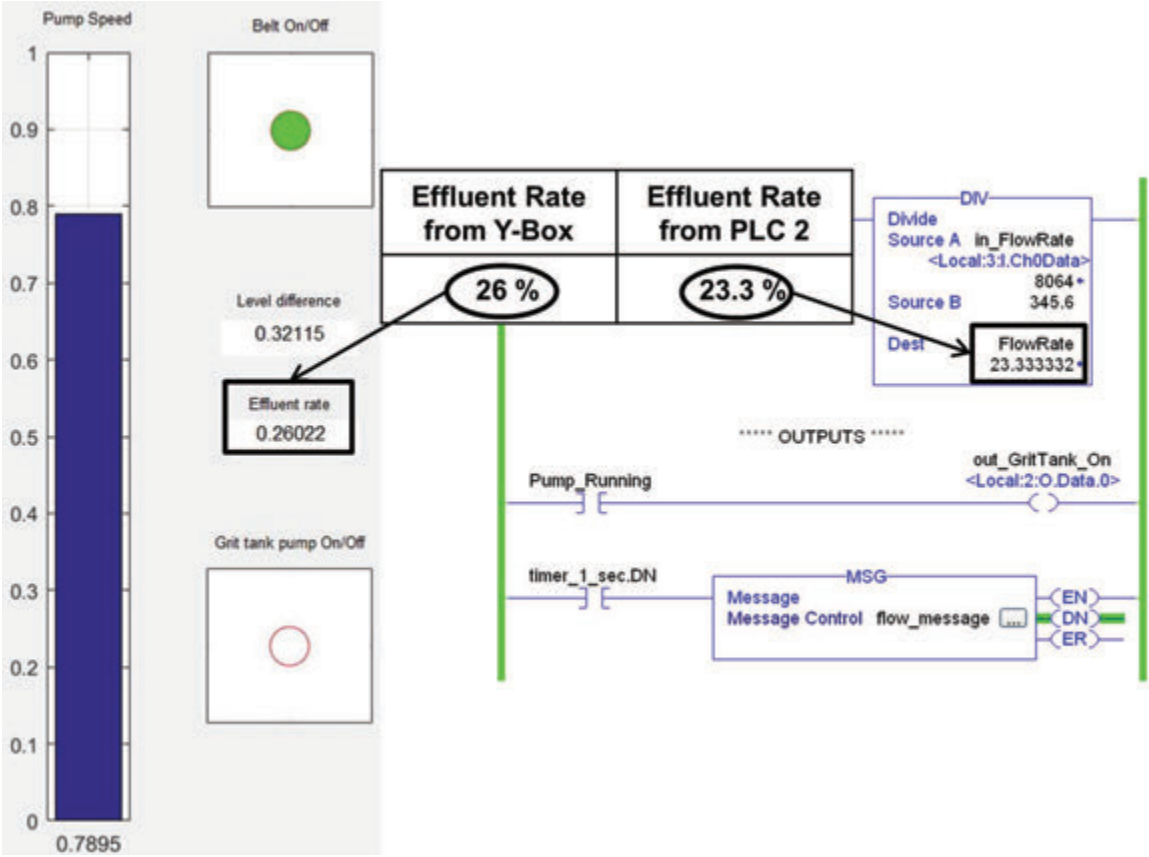 Pump Speed
1
0.9
0.8
0.7
0.6
0.5
0.4
0.3
0.2
0.1
0
0.7895
Belt On/Off
Level difference
0.32115
Effluent rate
0.26022
Grit tank pump On/Off
Effluent Rate
from Y-Box
Effluent Rate
from PLC 2
26 %
23.3 %
DIV
Divide
Source A in_FlowRate
<Local:3:I.Ch0Data>
8064
Source B 345.6
Dest FlowRate
23.333332
***** OUTPUTS *****
Pump_Running
out_GritTank_On
<Local:2:O.Data.0>
timer_1_sec.DN
MSG
Message
Message Control flow_message ...
EN
DN
ER